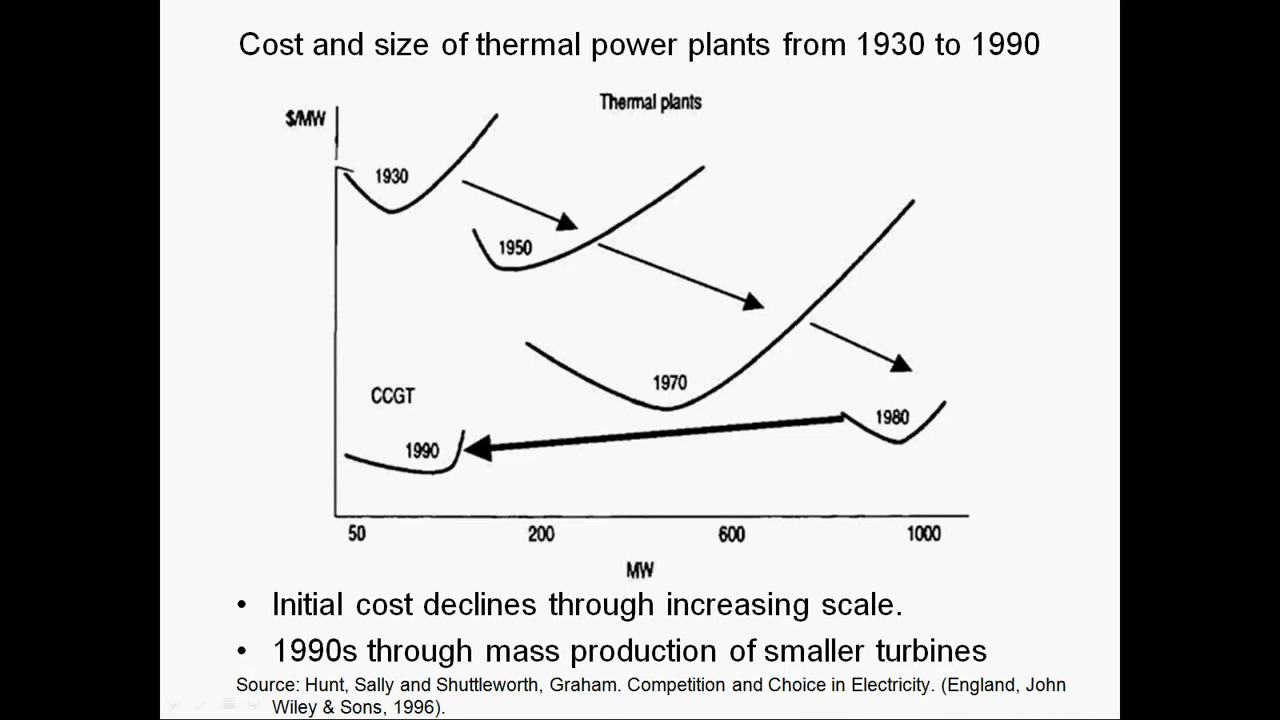 Cost and size of thermal power plants from 1930 to 1990
Thermal plants
$/MW
1930
1950
1970
CCGT
1980
1990
50 200 600 1000
MW
• Initial cost declines through increasing scale.
• 1990s through mass production of smaller turbines
Source: Hunt, Sally and Shuttleworth, Graham. Competition and Choice in Electricity. (England, John
Wiley & Sons, 1996).